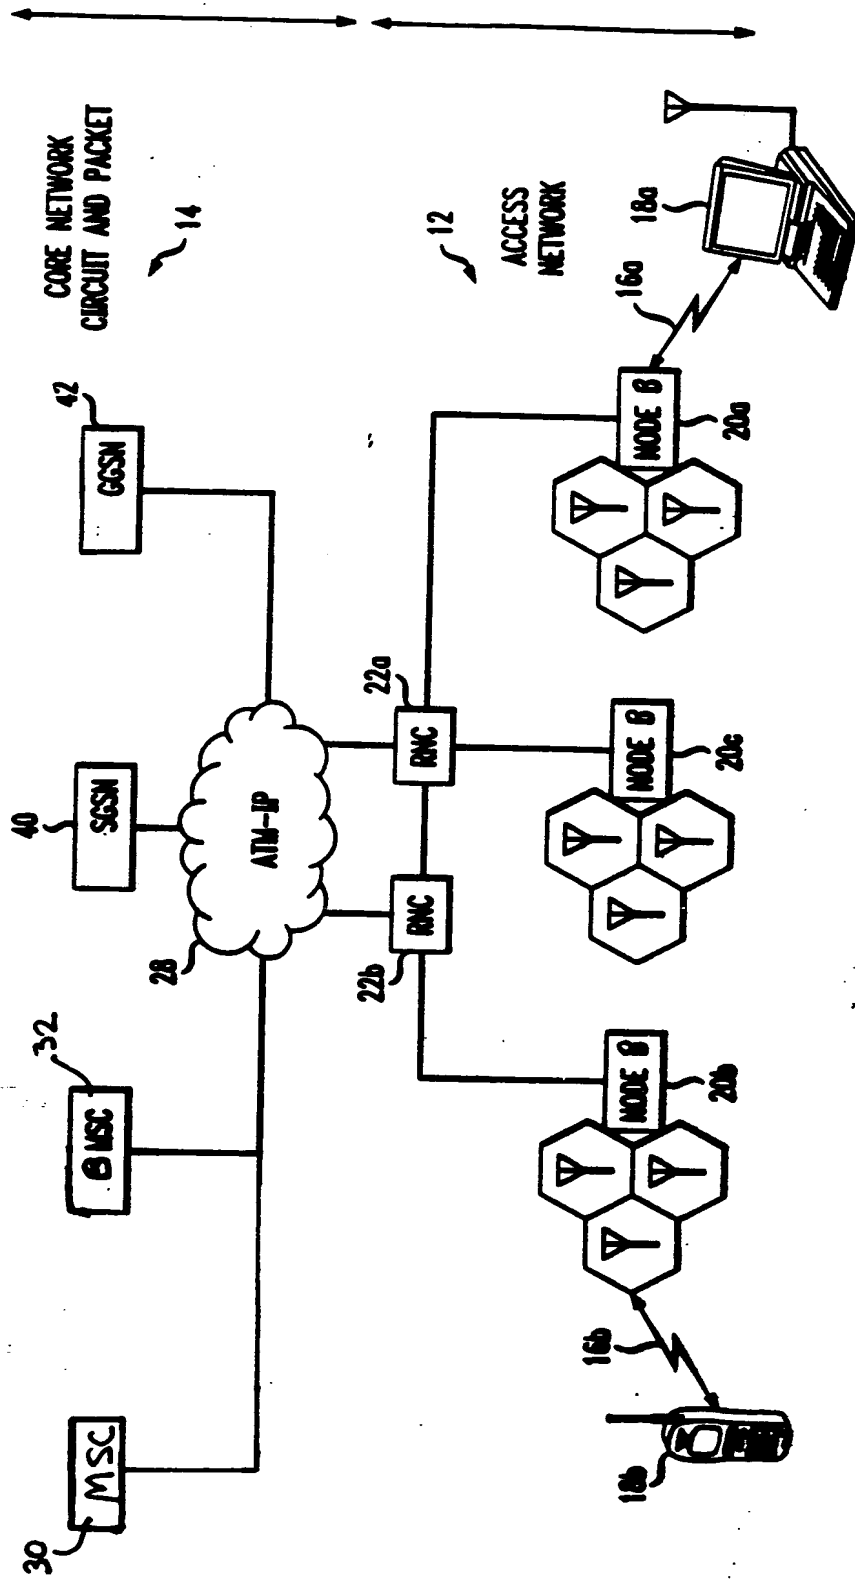 30
MSC
32
B MSC
40
SGSN
42
GGSN
CORE NETWORK
CIRCUIT AND PACKET
14
28
ATM-IP
22b
RNC
22a
RNC
12
ACCESS
NETWORK
18b
16b
NODE B
20b
NODE B
20c
NODE B
20a
16a
18a